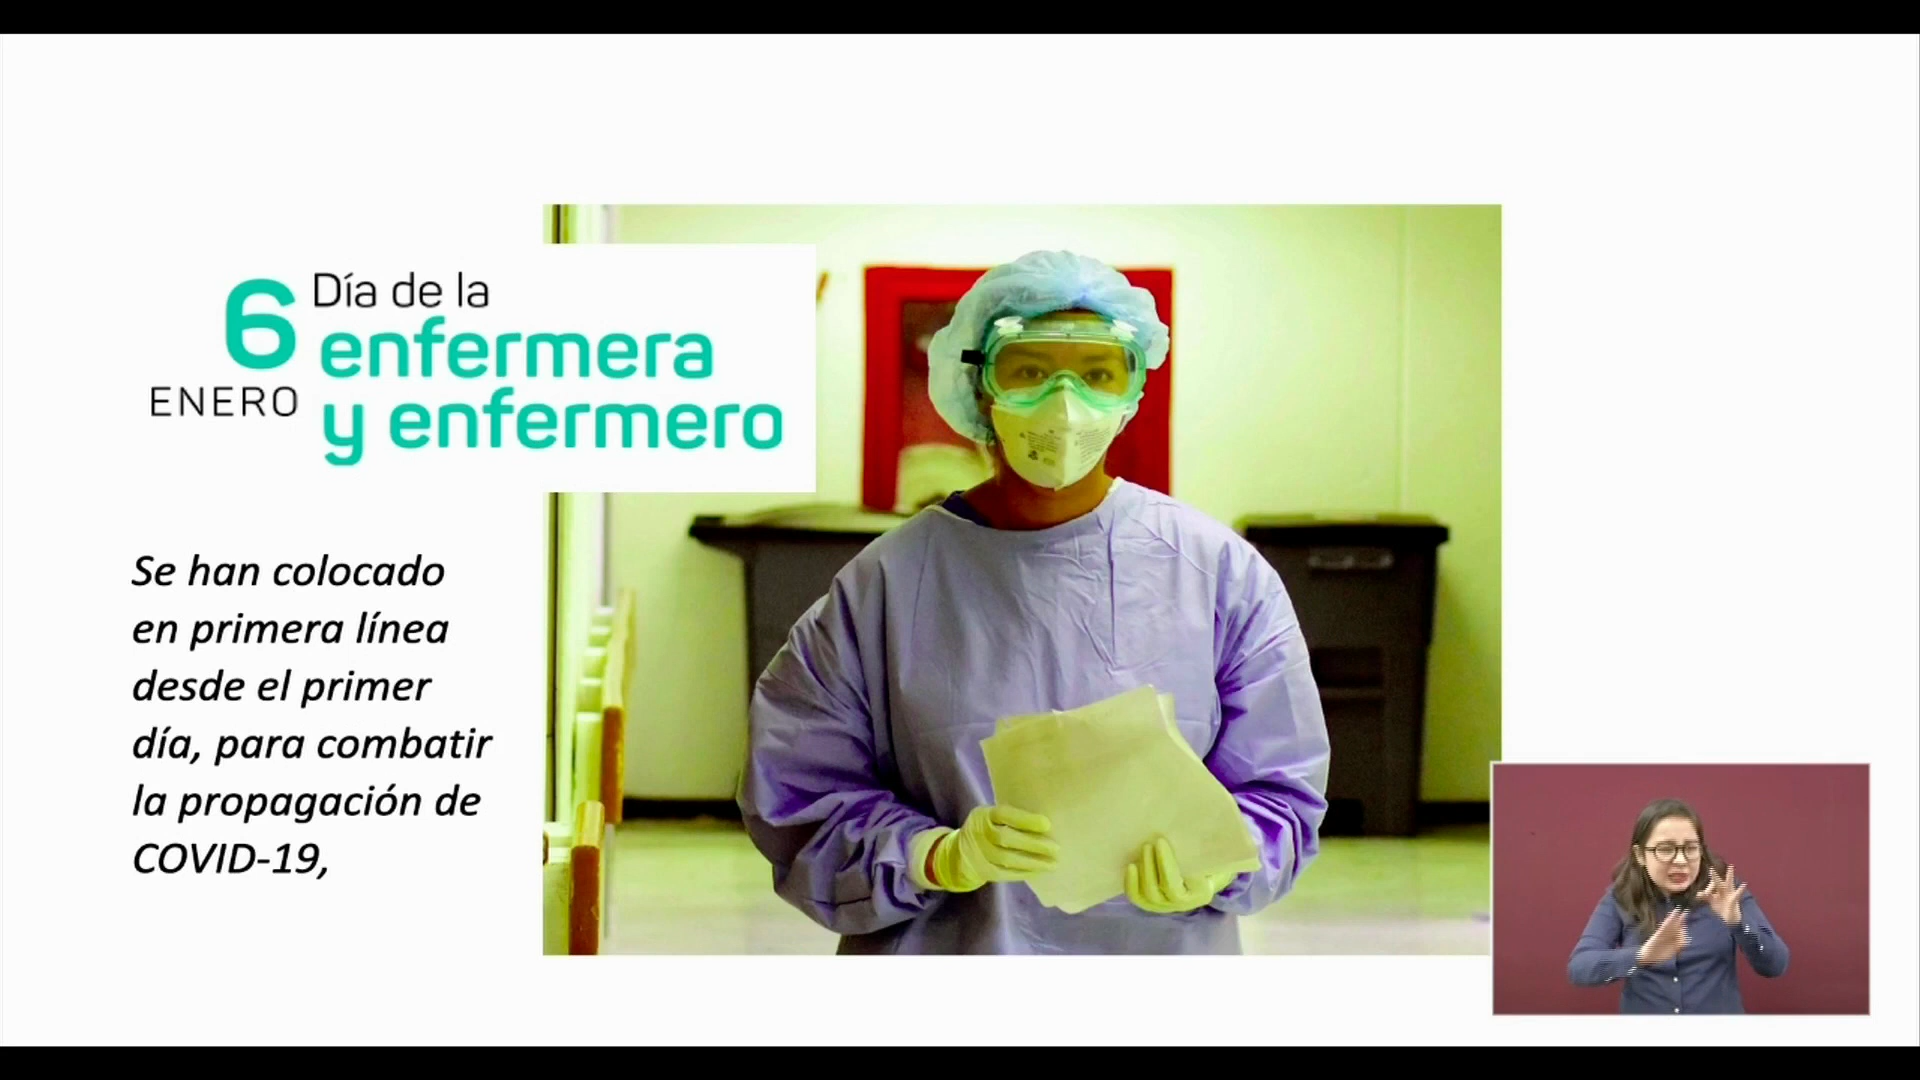 6 Día de la
enfermera
ENERO
y enfermero
Se han colocado
en primera línea
desde el primer
día, para combatir
la propagación de
COVID-19,